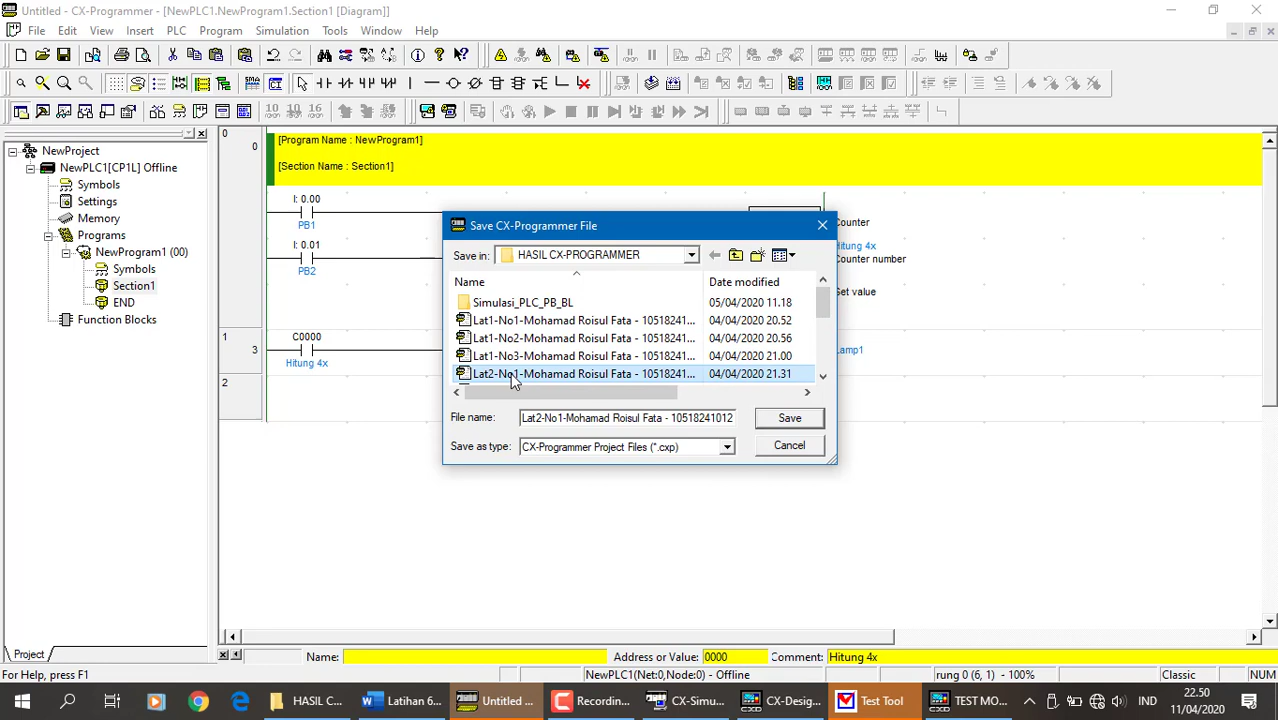 Untitled - CX-Programmer - [NewPLC1.NewProgram1.Section1 [Diagram]]
File Edit View Insert PLC Program Simulation Tools Window Help
NewProject
NewPLC1[CP1L] Offline
Symbols
Settings
Memory
Programs
NewProgram1 (00)
Symbols
Section1
END
Function Blocks
Project
0
0
[Program Name : NewProgram1]
[Section Name : Section1]
I: 0.00
PB1
I: 0.01
PB2
Counter
Hitung 4x
Counter number
Set value
1
3
C0000
Hitung 4x
Lamp1
2
Save CX-Programmer File
Save in: HASIL CX-PROGRAMMER
Name Date modified
Simulasi_PLC_PB_BL 05/04/2020 11.18
Lat1-No1-Mohamad Roisul Fata - 10518241... 04/04/2020 20.52
Lat1-No2-Mohamad Roisul Fata - 10518241... 04/04/2020 20.56
Lat1-No3-Mohamad Roisul Fata - 10518241... 04/04/2020 21.00
Lat2-No1-Mohamad Roisul Fata - 10518241... 04/04/2020 21.31
File name: Lat2-No1-Mohamad Roisul Fata - 10518241012 Save
Save as type: CX-Programmer Project Files (*.cxp) Cancel
Name: Address or Value: 0000 Comment: Hitung 4x
For Help, press F1 NewPLC1(Net:0,Node:0) - Offline rung 0 (6, 1) - 100% Classic NUM
HASIL C... Latihan 6... Untitled ... Recordin... CX-Simu... CX-Desig... Test Tool TEST MO... IND 22.50
11/04/2020